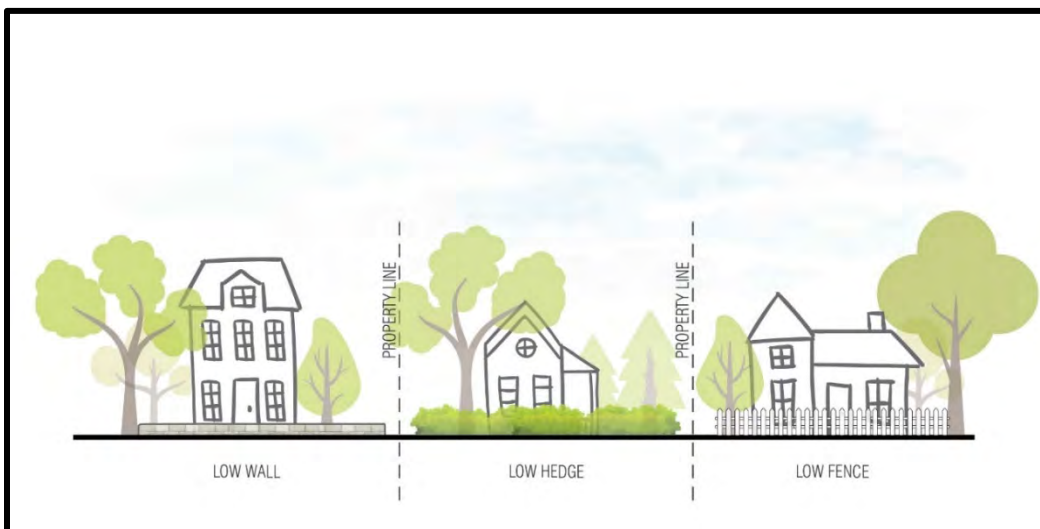 PROPERTY LINE
PROPERTY LINE
LOW WALL
LOW HEDGE
LOW FENCE